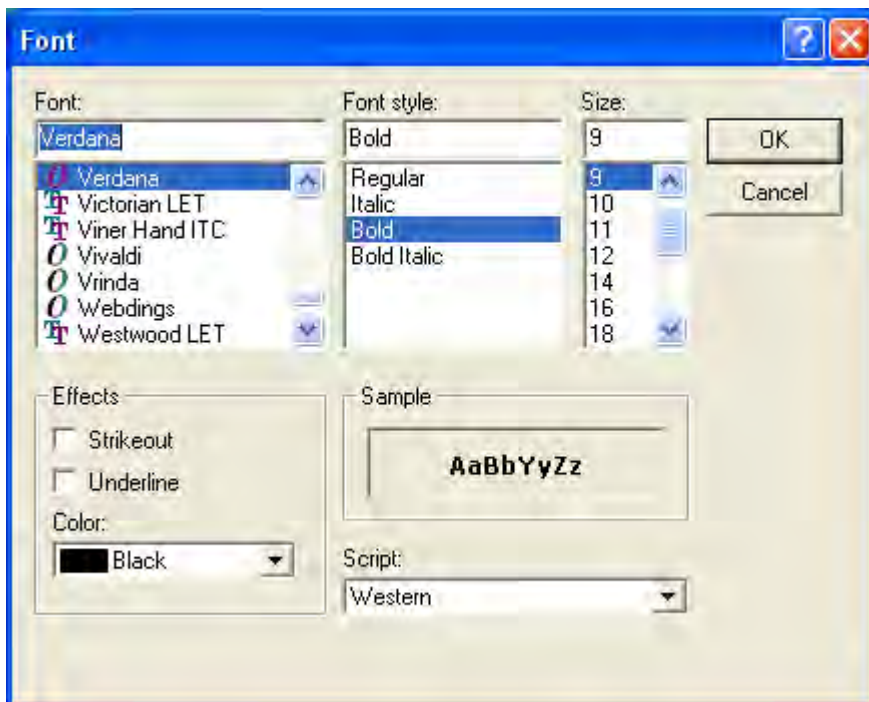 Font
Font:
Font style:
Size:
Verdana
Bold
9
OK
Cancel
Verdana
Victorian LET
Viner Hand ITC
Vivaldi
Vrinda
Webdings
Westwood LET
Regular
Italic
Bold
Bold Italic
9
10
11
12
14
16
18
Effects
Strikeout
Underline
Color:
Black
Sample
AaBbYyZz
Script:
Western